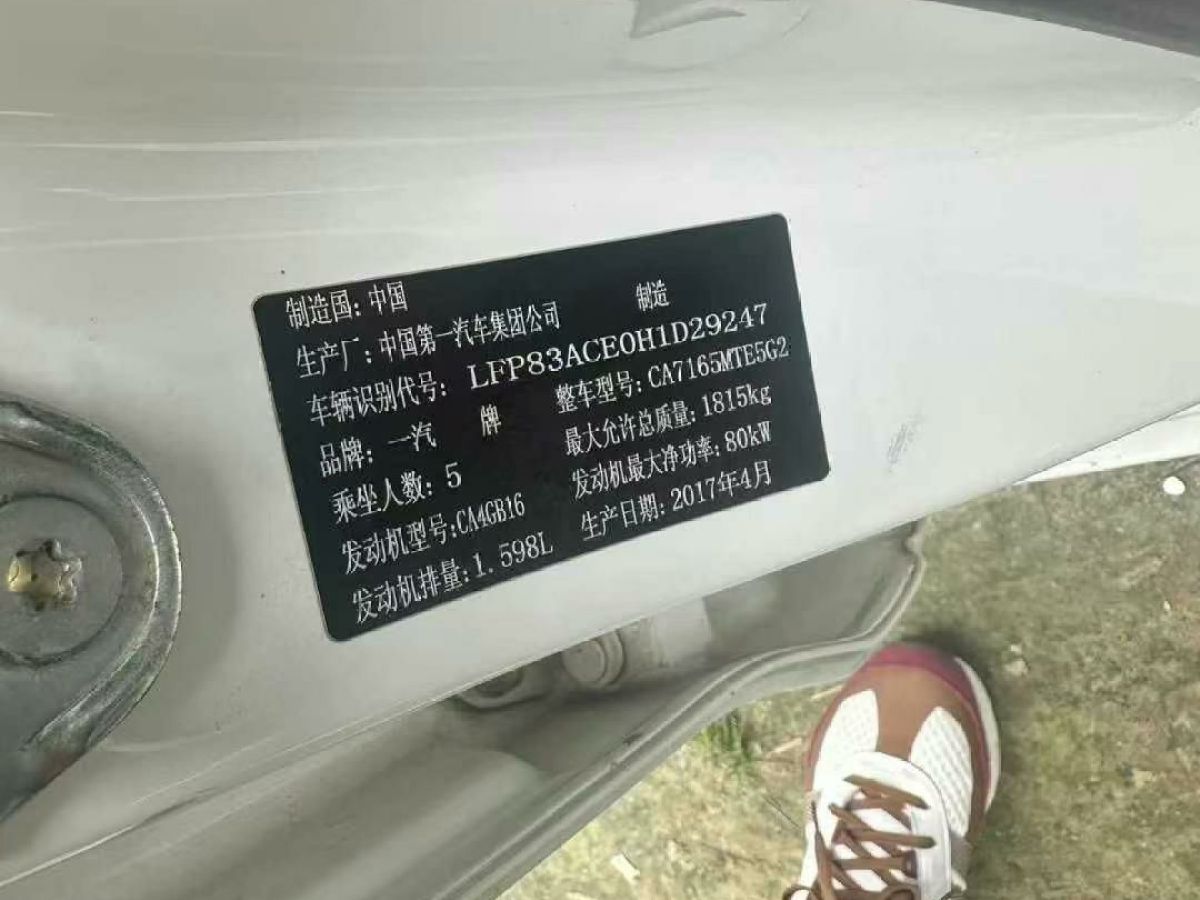 制造国：中国
生产厂：中国第一汽车集团公司 制造
车辆识别代号：LFP83ACE0H1D29247
品牌：一汽 牌 整车型号：CA7165MTE5G2
乘坐人数：5 最大允许总质量：1815kg
发动机型号：CA4GB16 发动机最大净功率：80kW
发动机排量：1.598L 生产日期：2017年4月